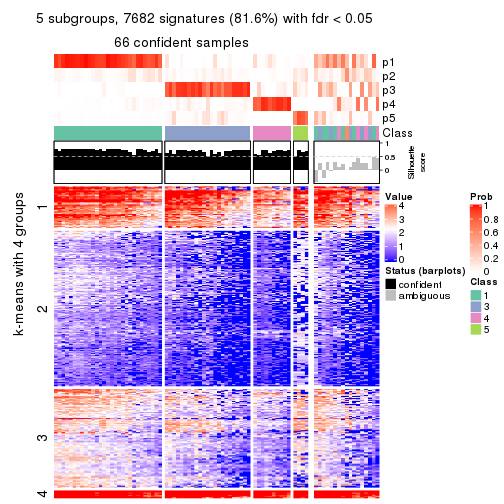 5 subgroups, 7682 signatures (81.6%) with fdr < 0.05
66 confident samples
p1
p2
p3
p4
p5
Class
1
0.5
0
Silhouette
score
k-means with 4 groups
1
2
3
4
Value
4
3
2
1
0
Status (barplots)
confident
ambiguous
Prob
1
0.8
0.6
0.4
0.2
0
Class
1
3
4
5